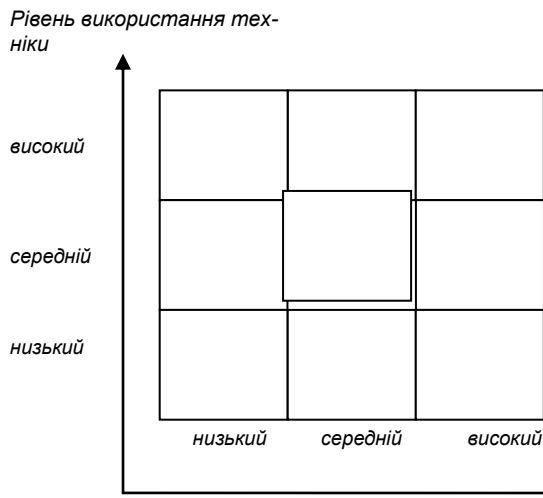 Рівень використання тех-
ніки
високий
середній
низький
низький середній високий